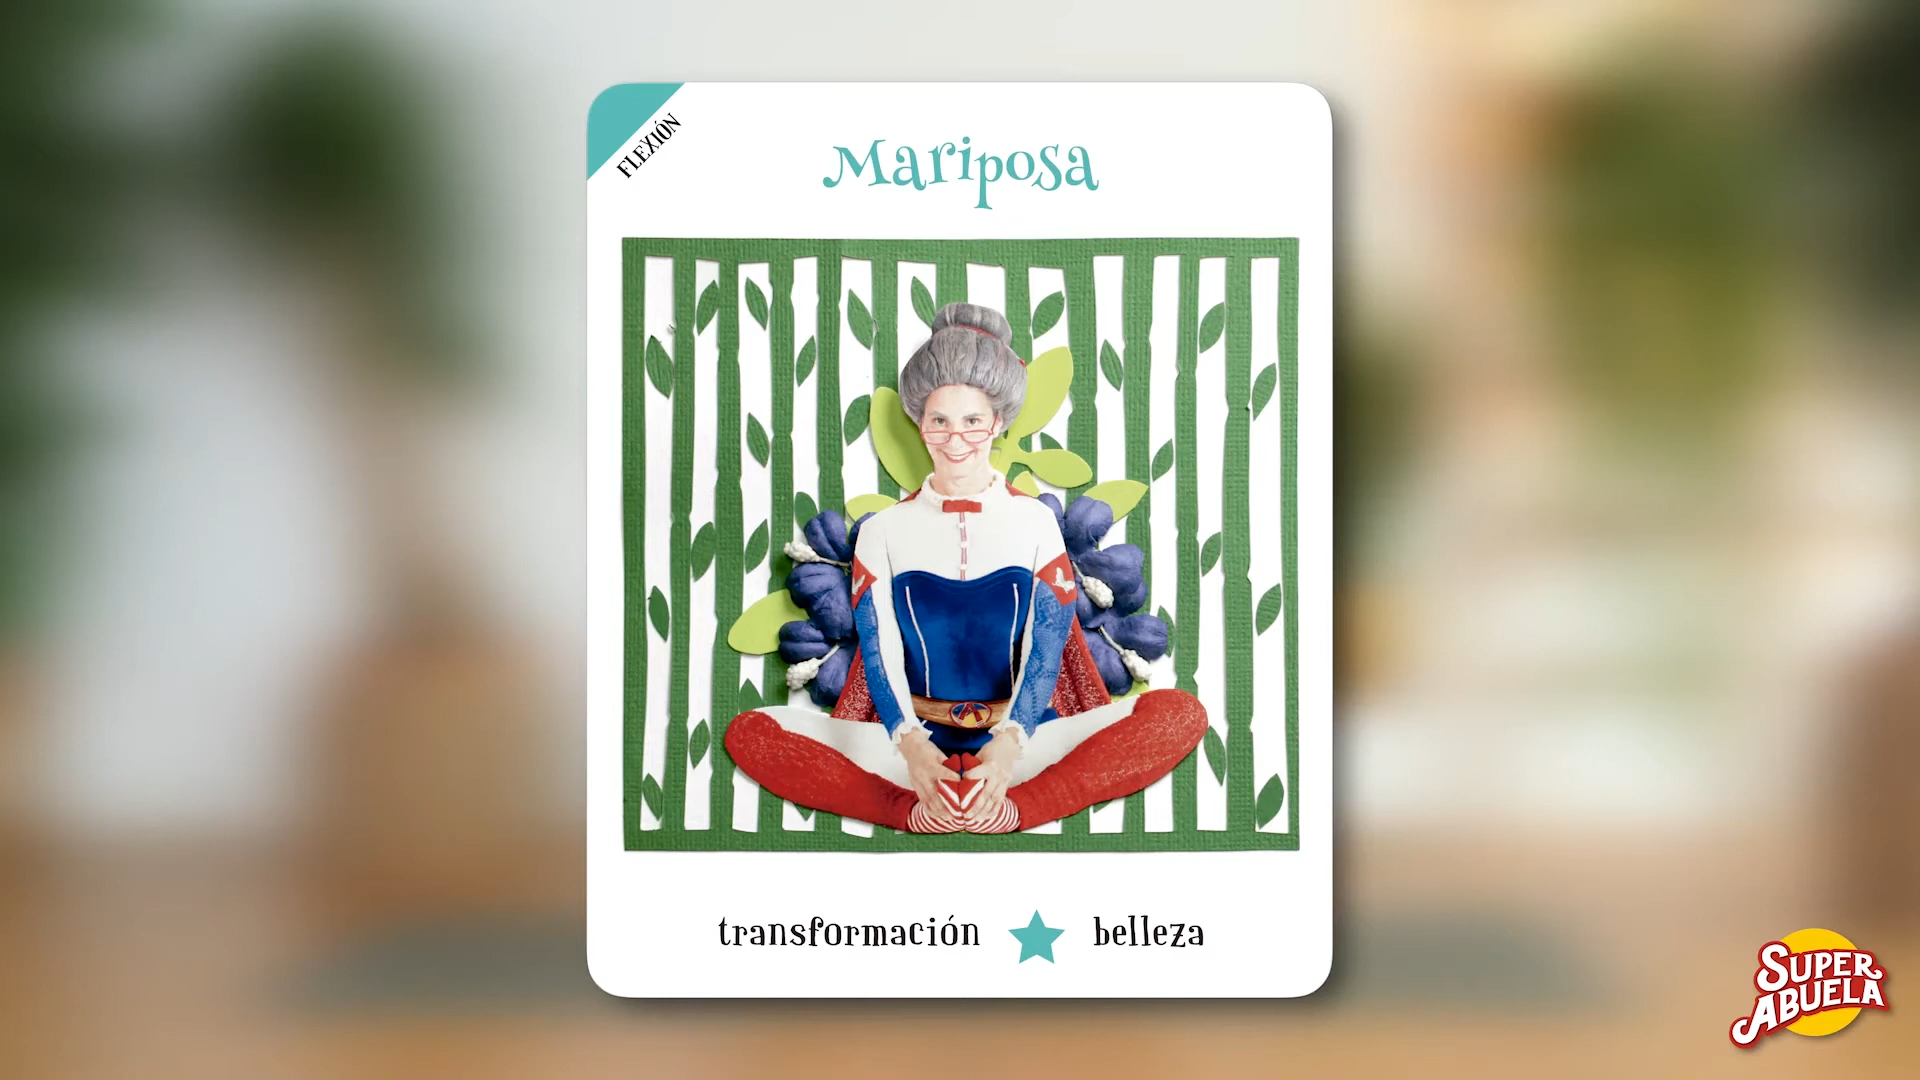 FLEXIÓN
Mariposa
transformación ★ belleza
SUPER
ABUELA